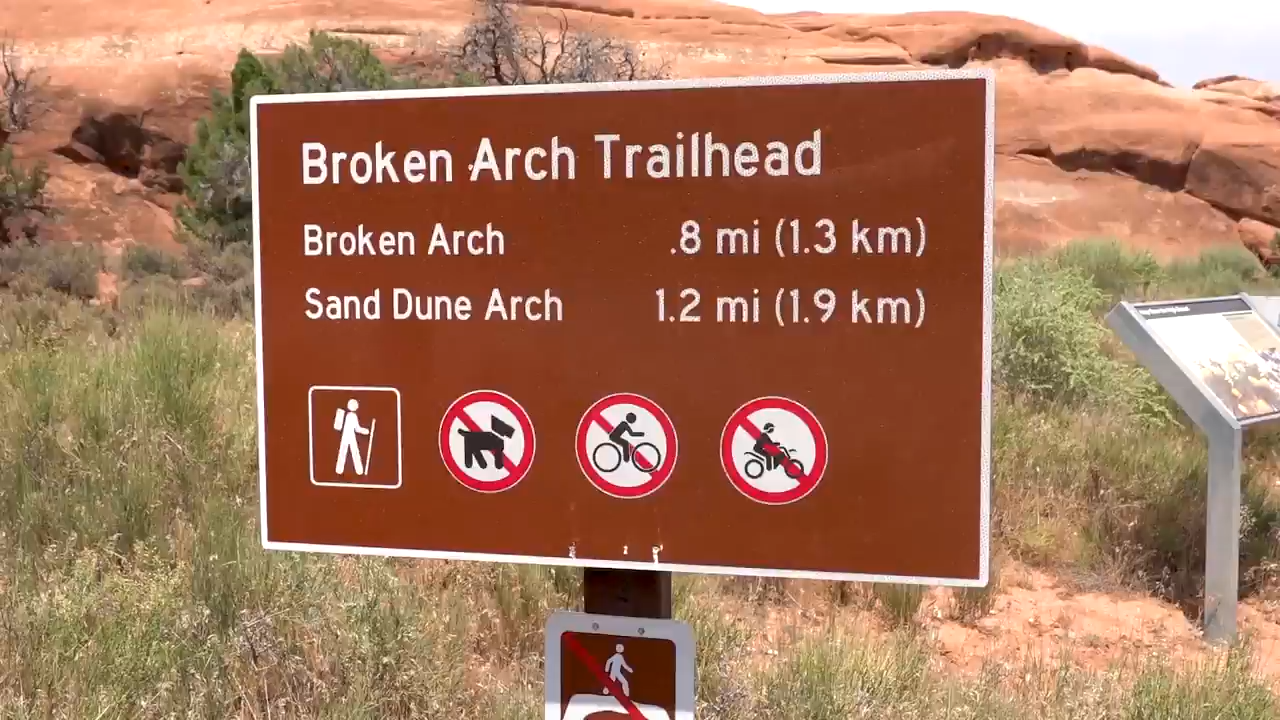 Broken Arch Trailhead
Broken Arch .8 mi (1.3 km)
Sand Dune Arch 1.2 mi (1.9 km)